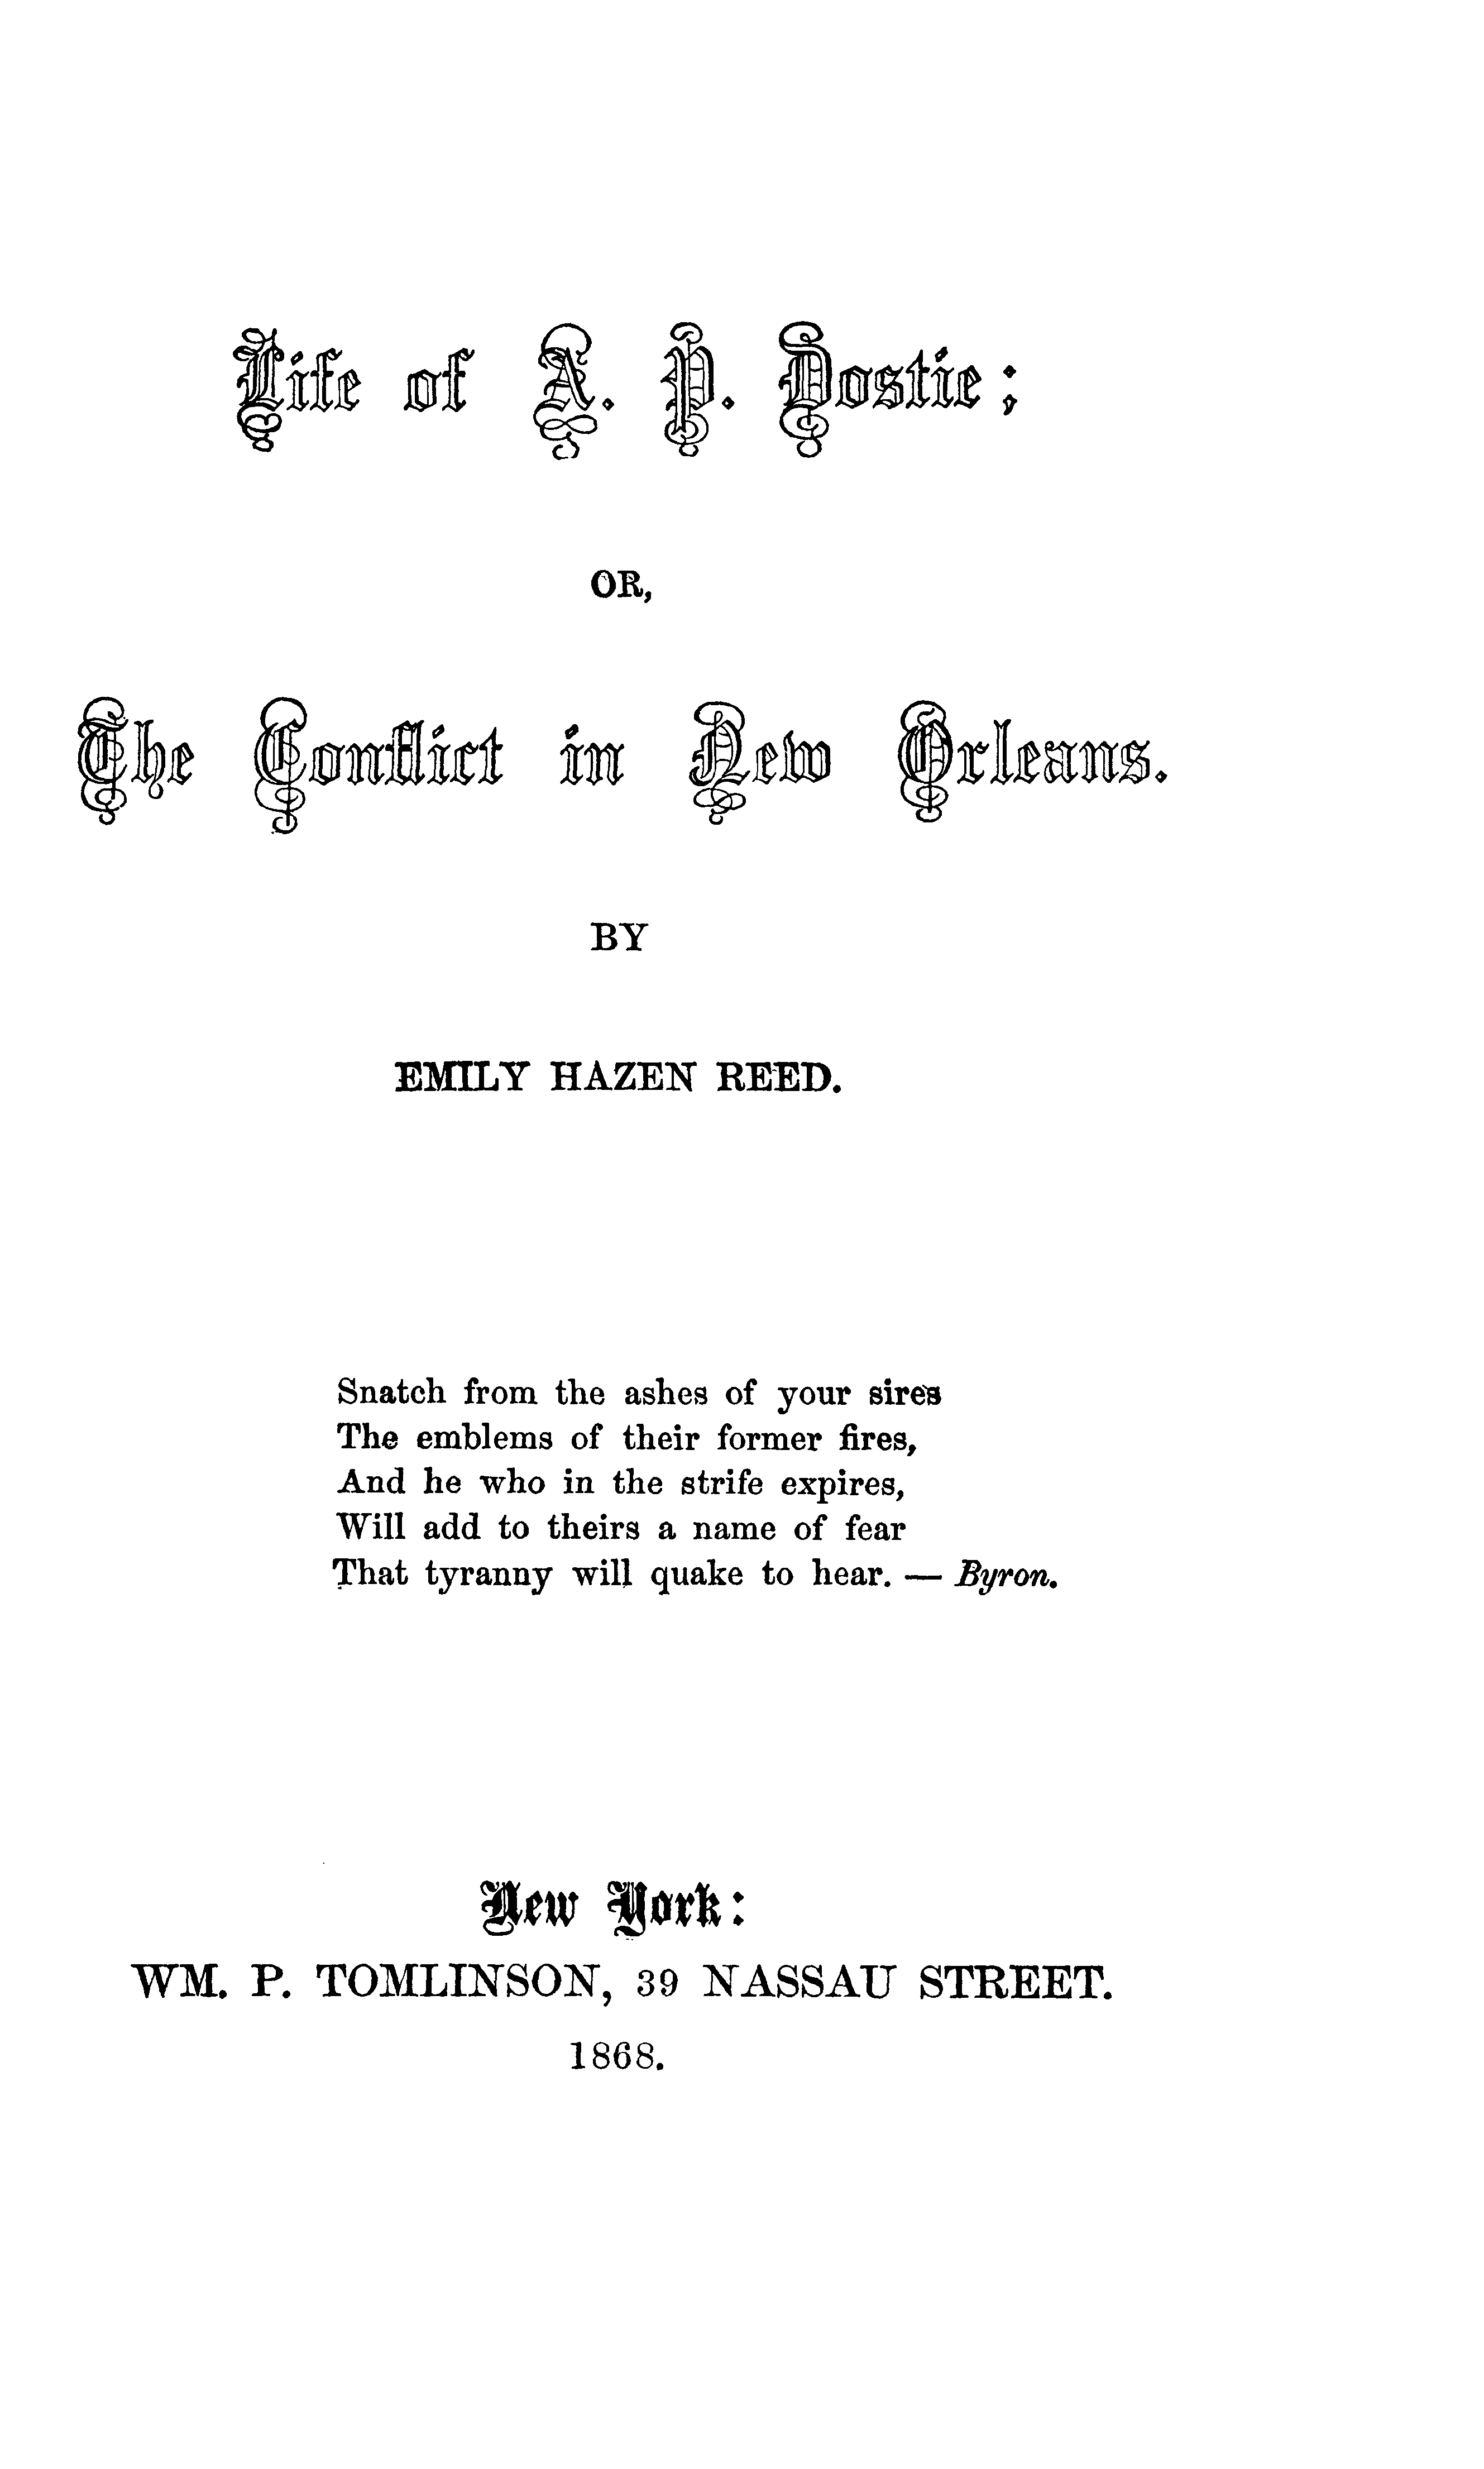 Life of A. P. Dostie;
OR,
The Conflict in New Orleans.
BY
EMILY HAZEN REED.
Snatch from the ashes of your sires
The emblems of their former fires,
And he who in the strife expires,
Will add to theirs a name of fear
That tyranny will quake to hear. — Byron.
New York:
WM. P. TOMLINSON, 39 NASSAU STREET.
1868.